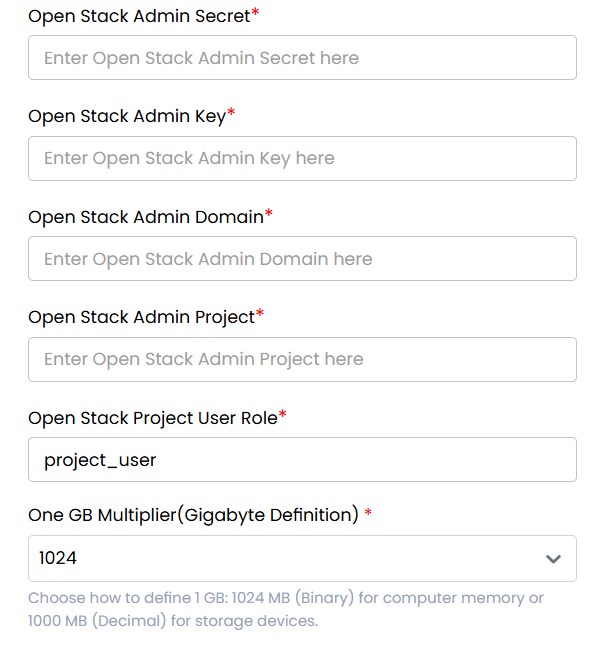 Open Stack Admin Secret*
Enter Open Stack Admin Secret here
Open Stack Admin Key*
Enter Open Stack Admin Key here
Open Stack Admin Domain*
Enter Open Stack Admin Domain here
Open Stack Admin Project*
Enter Open Stack Admin Project here
Open Stack Project User Role*
project_user
One GB Multiplier(Gigabyte Definition) *
1024
Choose how to define 1 GB: 1024 MB (Binary) for computer memory or
1000 MB (Decimal) for storage devices.